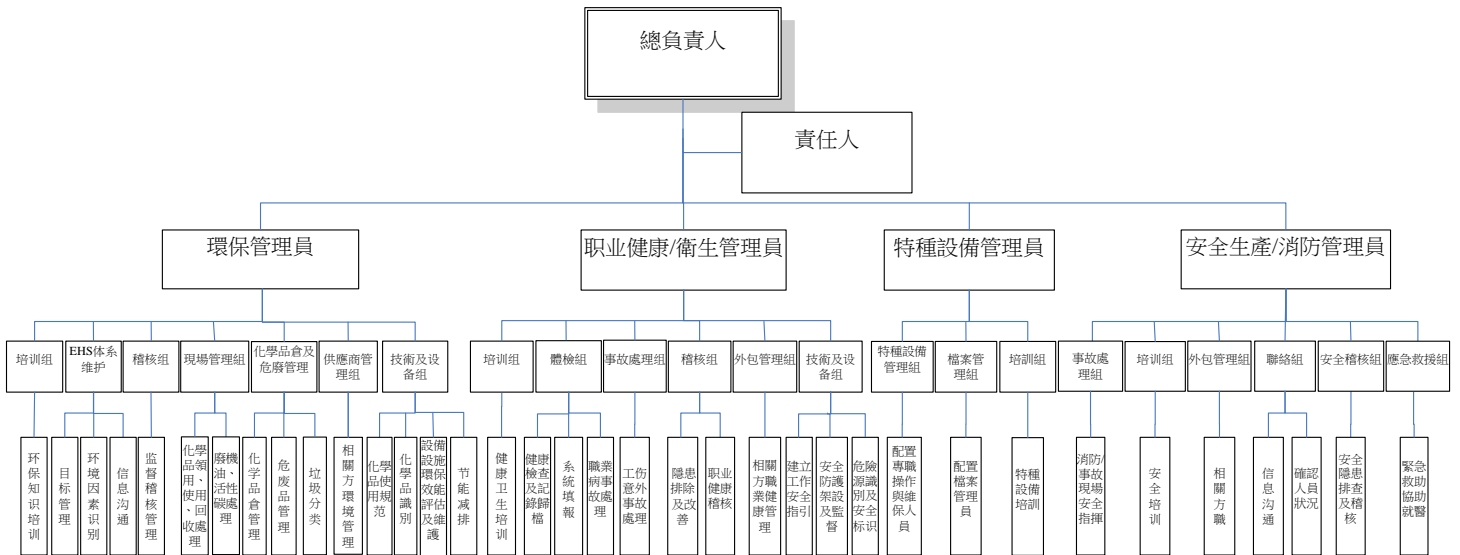 總負責人
責任人
環保管理員
职业健康/衛生管理員
特種設備管理員
安全生產/消防管理員
培训组
EHS体系
维护
稽核组
現場管理組
化學品倉及
危廢管理
供應商管
理組
技術及设
备组
培训组
體檢組
事故處理組
稽核组
外包管理組
技術及设
备组
特種設備
管理組
檔案管
理組
培訓組
事故處
理組
培训组
外包管理組
聯絡組
安全稽核組
應急救援組
环保知识培训
目标管理
环境因素识别
信息沟通
监督稽核管理
化學品領用、使用、回收處理
廢機油、活性碳處理
化学品倉管理
危废品管理
垃圾分类
相關方環境管理
化學品使用规范
化學品識別
設備設施環保效能評估及維護
节能减排
健康卫生培训
健康檢查及記錄歸檔
系統填報
職業病事故處理
工伤意外事故處理
隱患排除及改善
职业健康稽核
相關方職業健康管理
建立工作安全指引
安全防護架設及監督
危險源識别及安全标识
配置專職操作與維保人員
配置檔案管理員
特種設備培訓
消防/事故現場安全指揮
安全培训
相關方職
信息沟通
確認人員狀況
安全隱患排查及稽核
緊急救助協助就醫